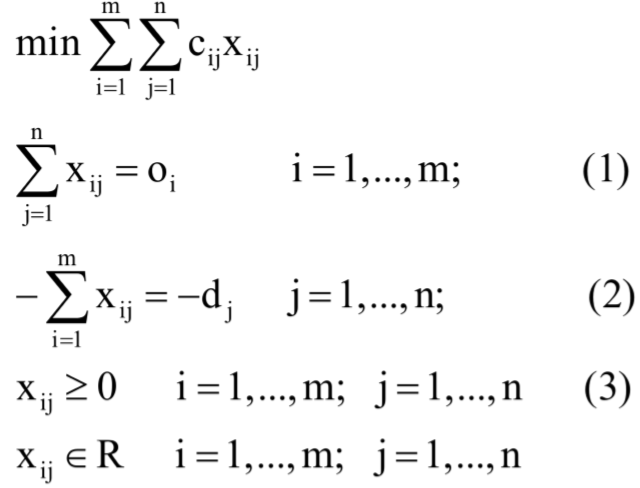 min ∑_{i=1}^{m} ∑_{j=1}^{n} c_{ij} x_{ij}
∑_{j=1}^{n} x_{ij} = o_i i = 1,...,m; (1)
-∑_{i=1}^{m} x_{ij} = -d_j j = 1,...,n; (2)
x_{ij} ≥ 0 i = 1,...,m; j = 1,...,n (3)
x_{ij} ∈ R i = 1,...,m; j = 1,...,n